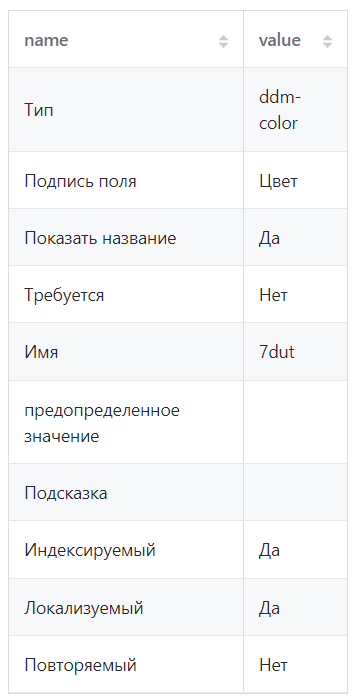 name value
Тип ddm-
color
Подпись поля Цвет
Показать название Да
Требуется Нет
Имя 7dut
предопределенное
значение
Подсказка
Индексируемый Да
Локализуемый Да
Повторяемый Нет